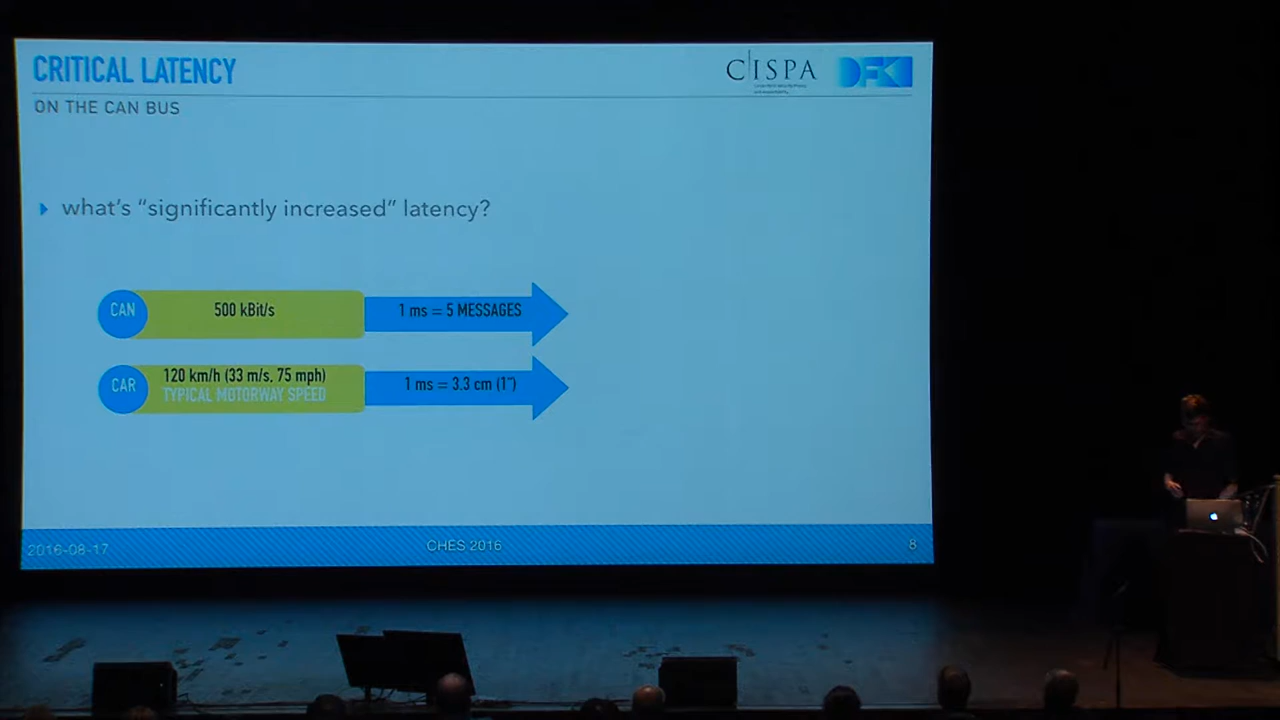 CRITICAL LATENCY
ON THE CAN BUS
CISPA
DFKI
what's “significantly increased” latency?
CAN
500 kBit/s
1 ms = 5 MESSAGES
CAR
120 km/h (33 m/s, 75 mph)
TYPICAL MOTORWAY SPEED
1 ms = 3.3 cm (1")
2016-08-17
CHES 2016
8